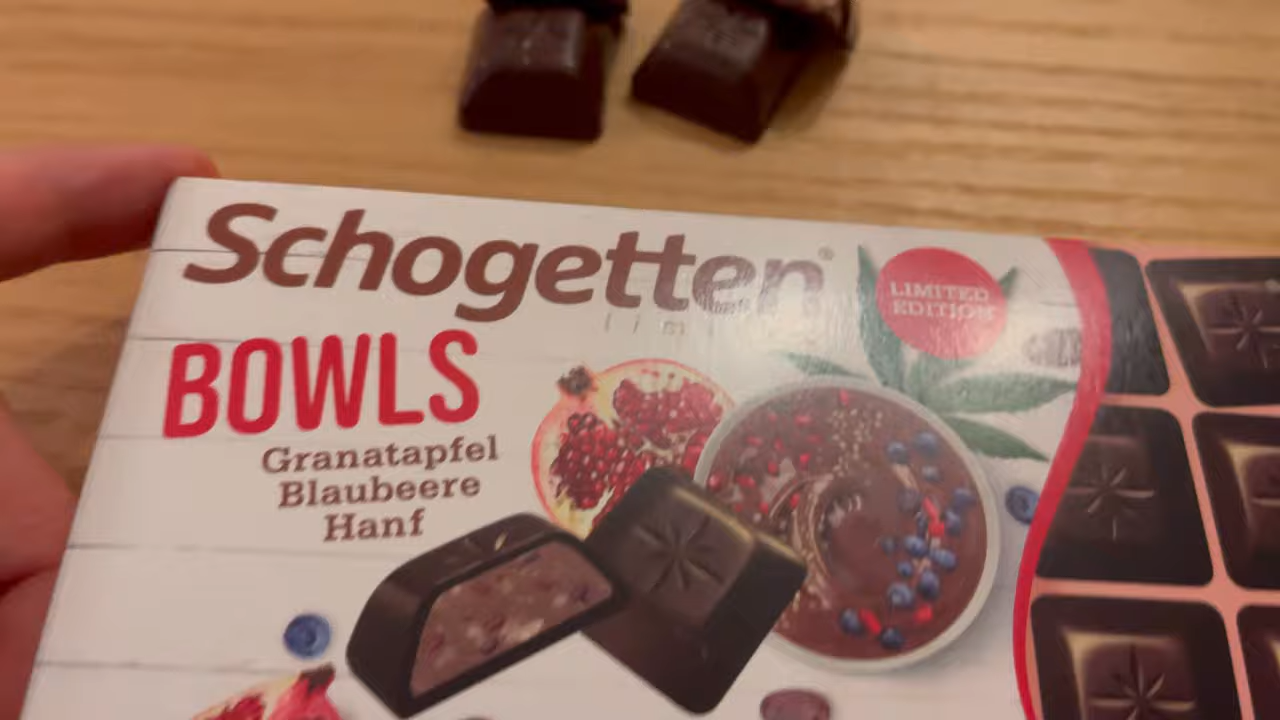 Schogetten®
LIMITED
EDITION
BOWLS
Granatapfel
Blaubeere
Hanf